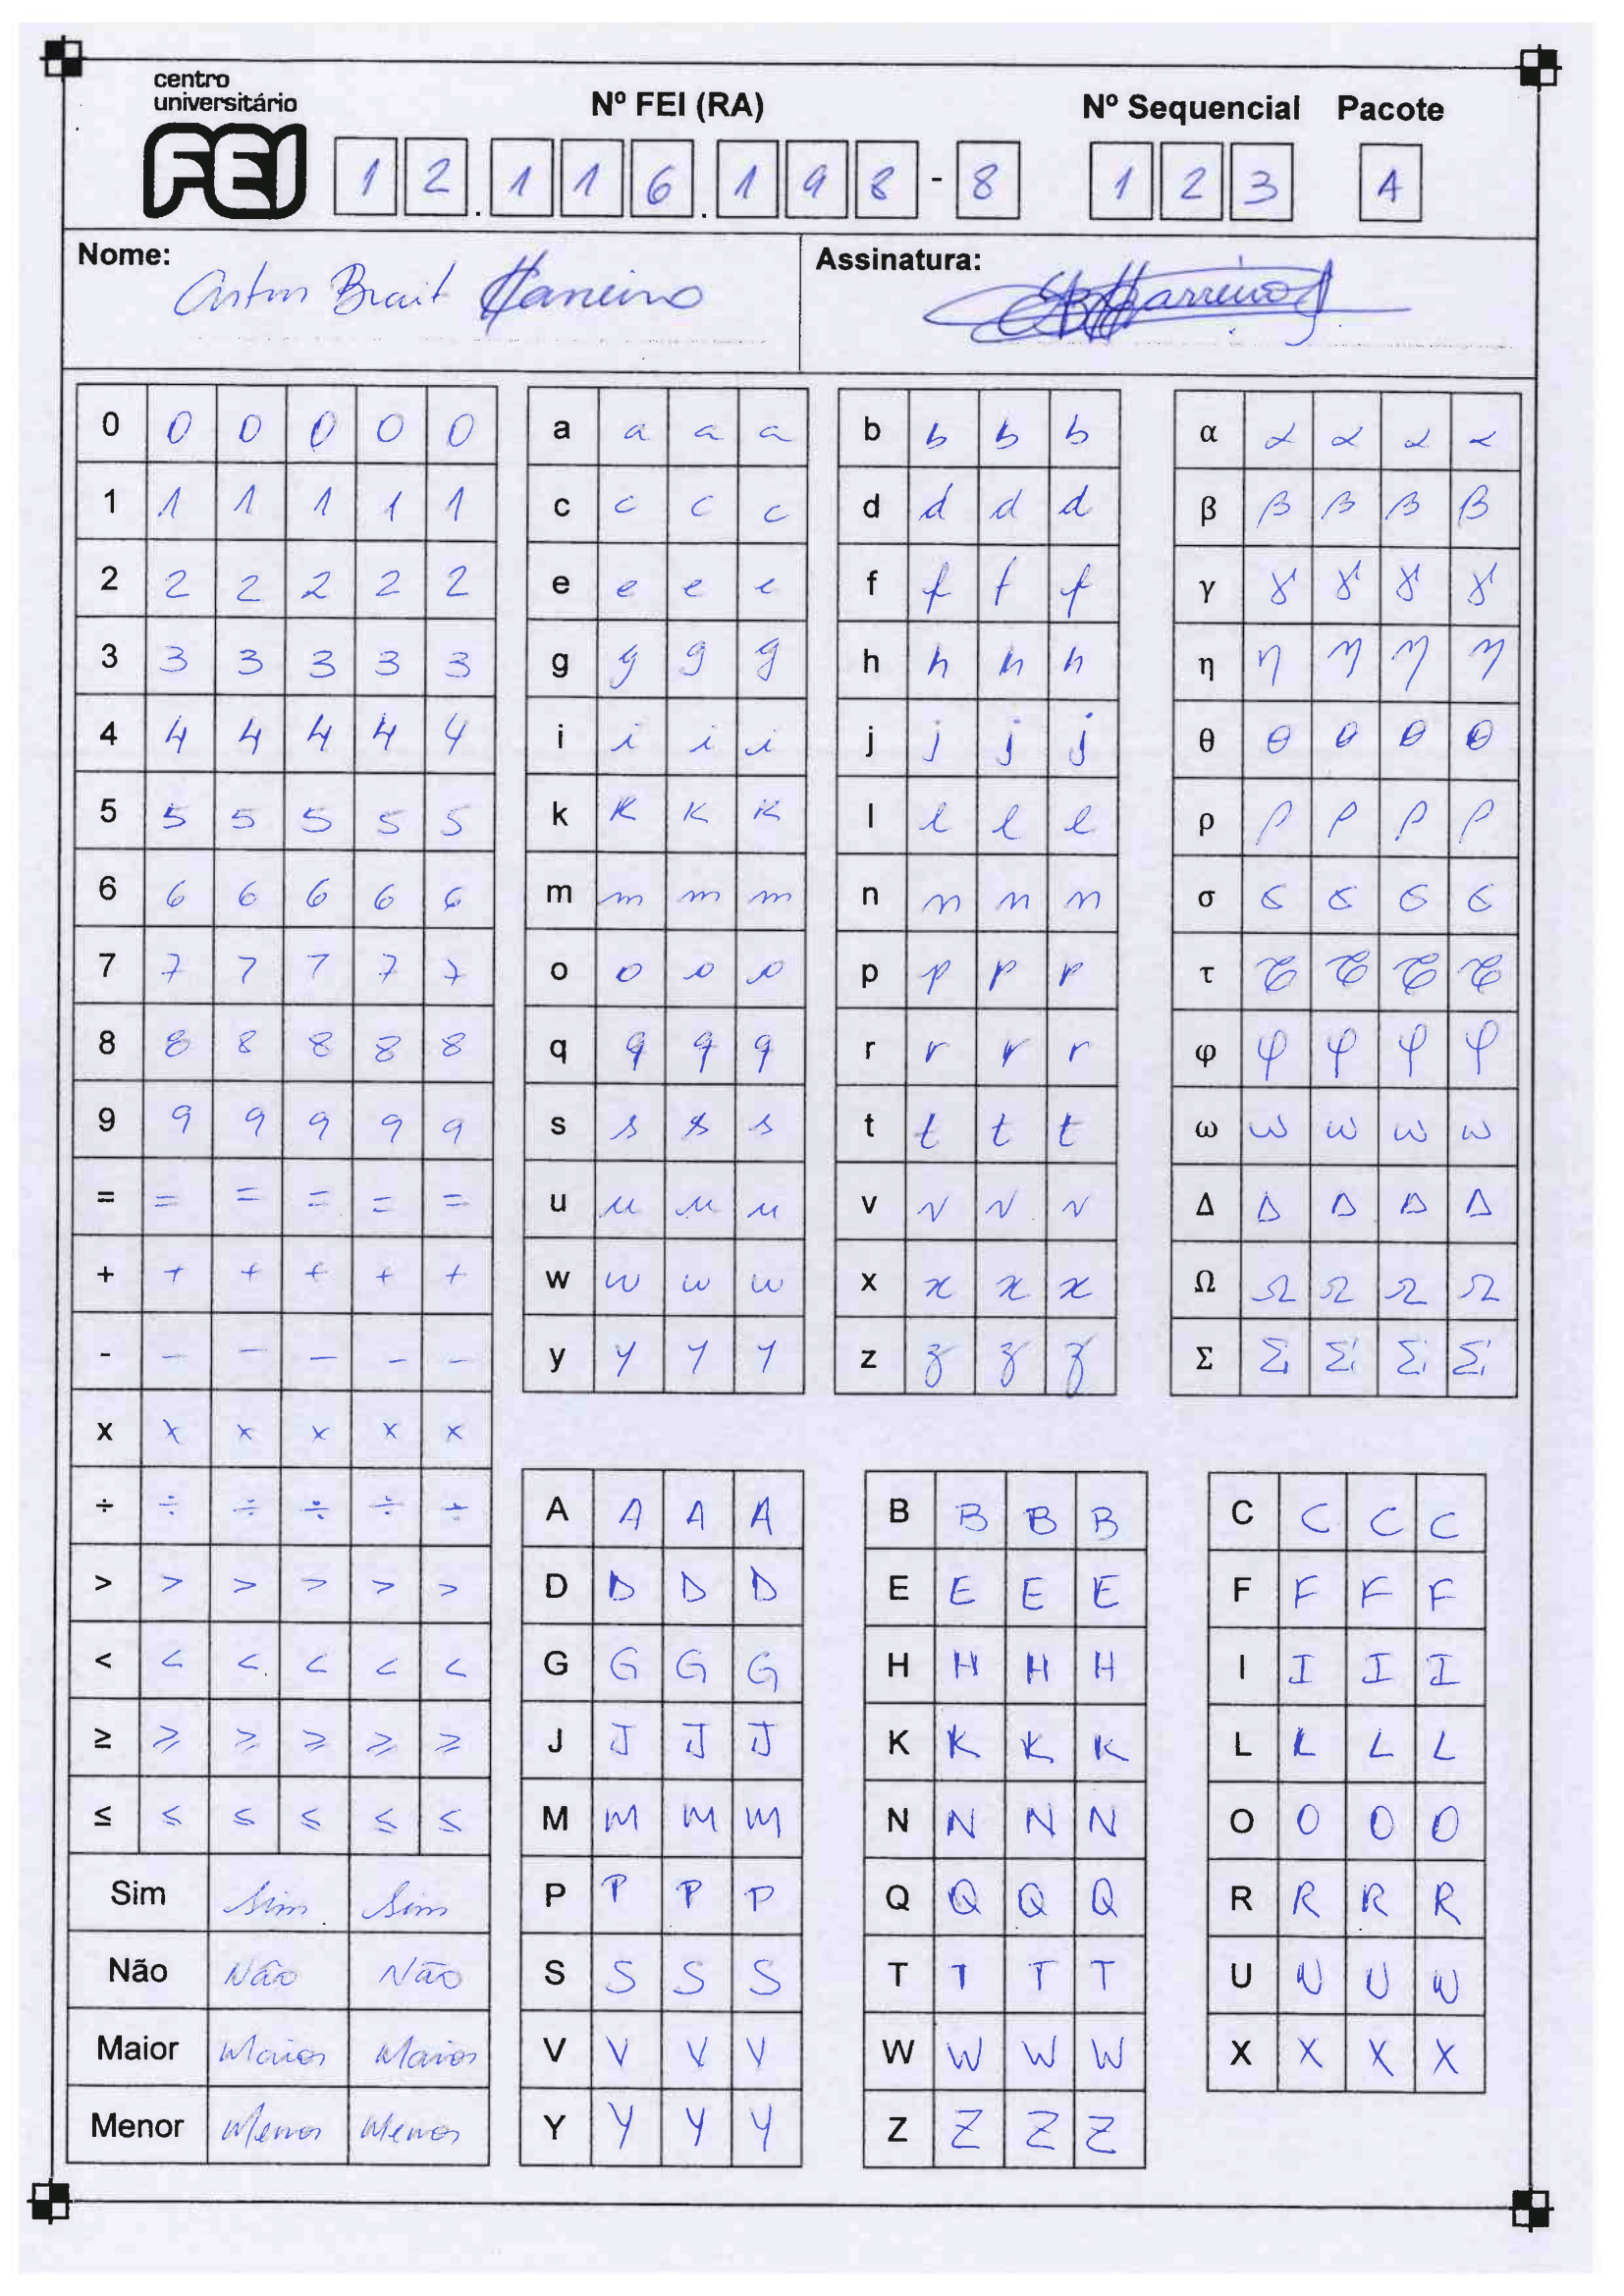 centro
universitário
FEI
Nº FEI (RA) Nº Sequencial Pacote
1 2 . 1 1 6 . 1 9 8 - 8 1 2 3 A
Nome: Brait Assinatura:
0 0 0 0 0 0 a a a a b b b b α α α α α
1 1 1 1 1 1 c c c c d d d d β β β β β
2 2 2 2 2 2 e e e e f f f f γ γ γ γ γ
3 3 3 3 3 3 g g g g h h h h η η η η η
4 4 4 4 4 4 i i i i j j j j θ θ θ θ θ
5 5 5 5 5 5 k k k k l l l l ρ ρ ρ ρ ρ
6 6 6 6 6 6 m m m m n n n n σ σ σ σ σ
7 7 7 7 7 7 o o o o p p p p τ τ τ τ τ
8 8 8 8 8 8 q q q q r r r r φ φ φ φ φ
9 9 9 9 9 9 s s s s t t t t ω ω ω ω ω
= = = = = = u u u u v v v v Δ Δ Δ Δ Δ
+ + + + + + w w w w x x x x Ω Ω Ω Ω Ω
- - - - - - y y y y z z z z Σ Σ Σ Σ Σ
x x x x x x
÷ ÷ ÷ ÷ ÷ ÷ A A A A B B B B C C C C
> > > > > > D D D D E E E E F F F F
< < < < < < G G G G H H H H I I I I
≥ ≥ ≥ ≥ ≥ ≥ J J J J K K K K L L L L
≤ ≤ ≤ ≤ ≤ ≤ M M M M N N N N O O O O
Sim Sim Sim P P P P Q Q Q Q R R R R
Não Não Não S S S S T T T T U U U U
Maior Maior Maior V V V V W W W W X X X X
Menor Menor Menor Y Y Y Y Z Z Z Z